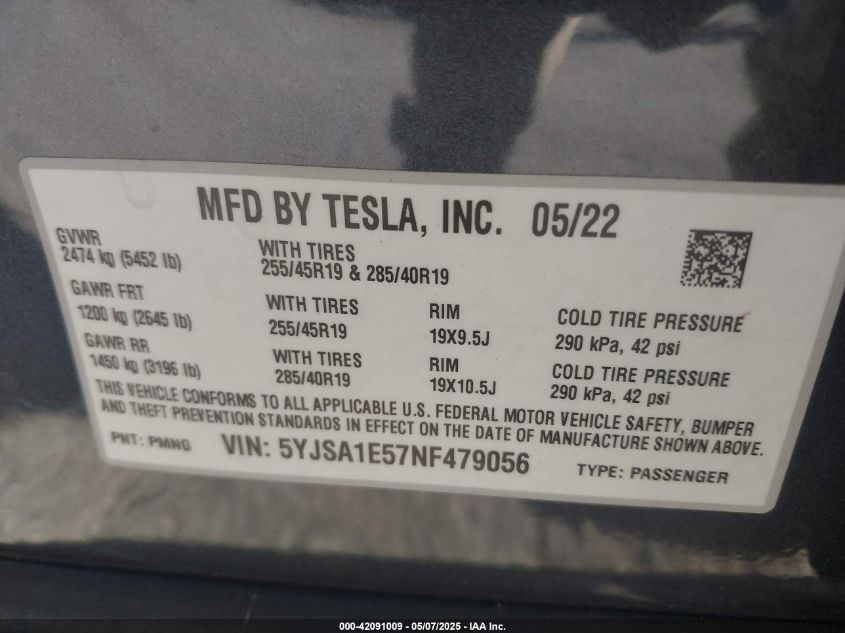 MFD BY TESLA, INC. 05/22
GVWR
2474 kg (5452 lb)
WITH TIRES
255/45R19 & 285/40R19
GAWR FRT
1200 kg (2645 lb)
WITH TIRES
255/45R19
RIM
19X9.5J
COLD TIRE PRESSURE
290 kPa, 42 psi
GAWR RR
1450 kg (3196 lb)
WITH TIRES
285/40R19
RIM
19X10.5J
COLD TIRE PRESSURE
290 kPa, 42 psi
THIS VEHICLE CONFORMS TO ALL APPLICABLE U.S. FEDERAL MOTOR VEHICLE SAFETY, BUMPER
AND THEFT PREVENTION STANDARDS IN EFFECT ON THE DATE OF MANUFACTURE SHOWN ABOVE.
PNT: PMNG VIN: 5YJSA1E57NF479056 TYPE: PASSENGER
000-42091009 - 05/07/2025 - IAA Inc.